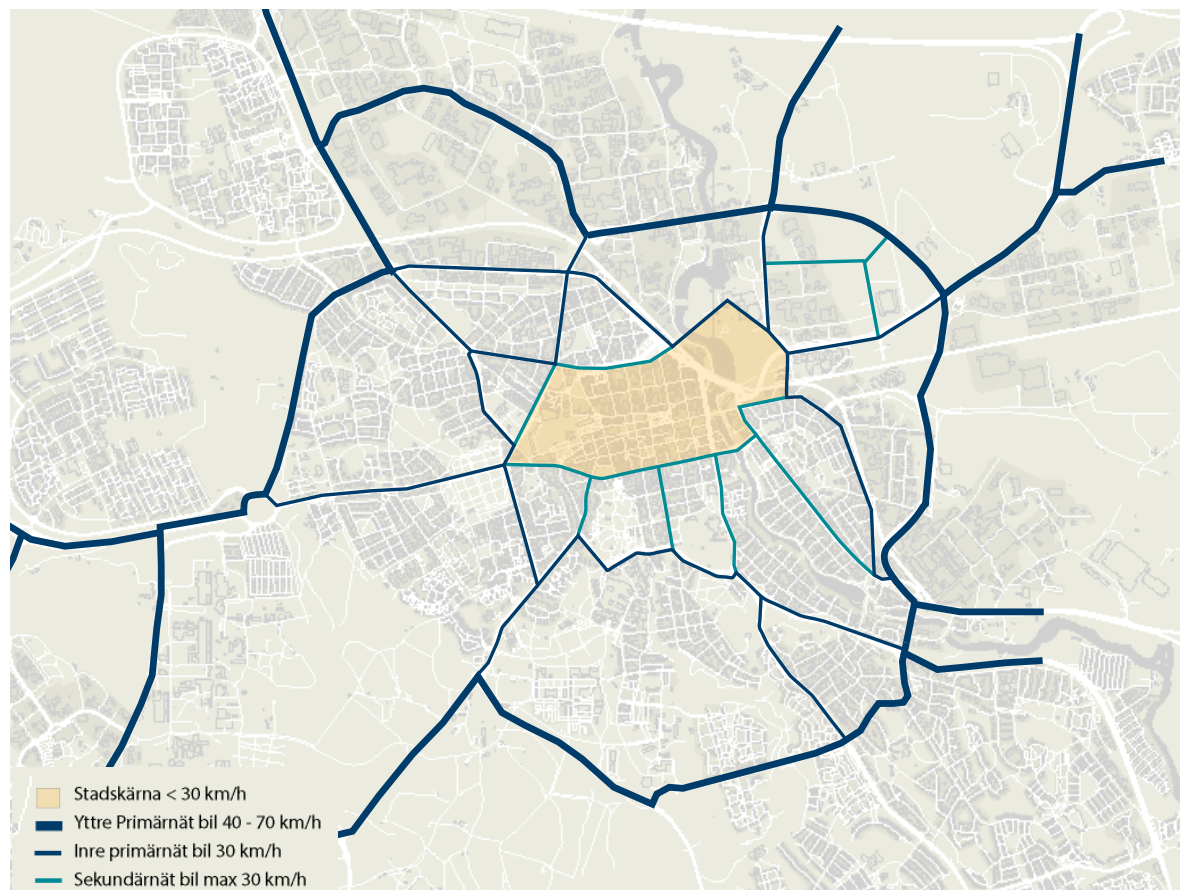 Stadskärna < 30 km/h
Yttre Primärnät bil 40 - 70 km/h
Inre primärnät bil 30 km/h
Sekundärnät bil max 30 km/h